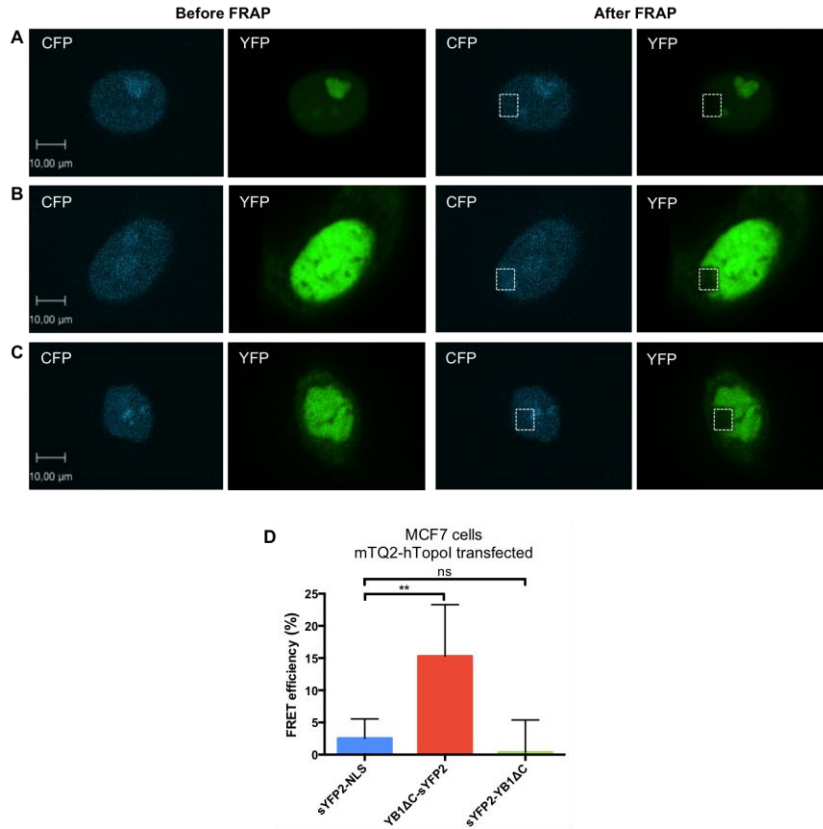 Before FRAP After FRAP
A CFP YFP CFP YFP
10,00 µm
B CFP YFP CFP YFP
10,00 µm
C CFP YFP CFP YFP
10,00 µm
D MCF7 cells
mTQ2-hTopoI transfected
ns
**
FRET efficiency (%)
25
20
15
10
5
0
sYFP2-NLS
YB1ΔC-sYFP2
sYFP2-YB1ΔC